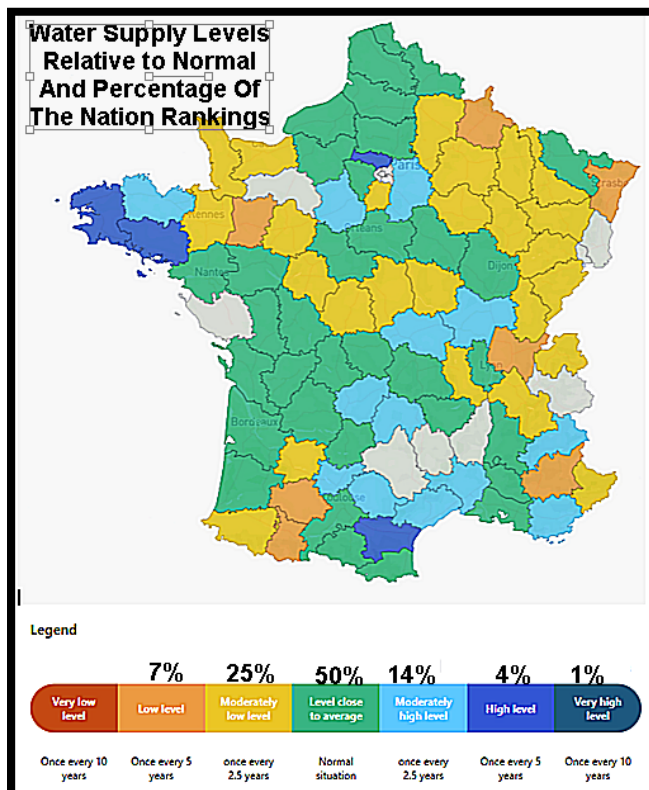 Water Supply Levels
Relative to Normal
And Percentage Of
The Nation Rankings
Paris
Strasbo
Rennes
Orléans
Nantes
Dijon
Lyon
Bordeaux
Toulouse
Legend
7% 25% 50% 14% 4% 1%
Very low level
Low level
Moderately low level
Level close to average
Moderately high level
High level
Very high level
Once every 10 years
Once every 5 years
once every 2.5 years
Normal situation
once every 2.5 years
Once every 5 years
Once every 10 years